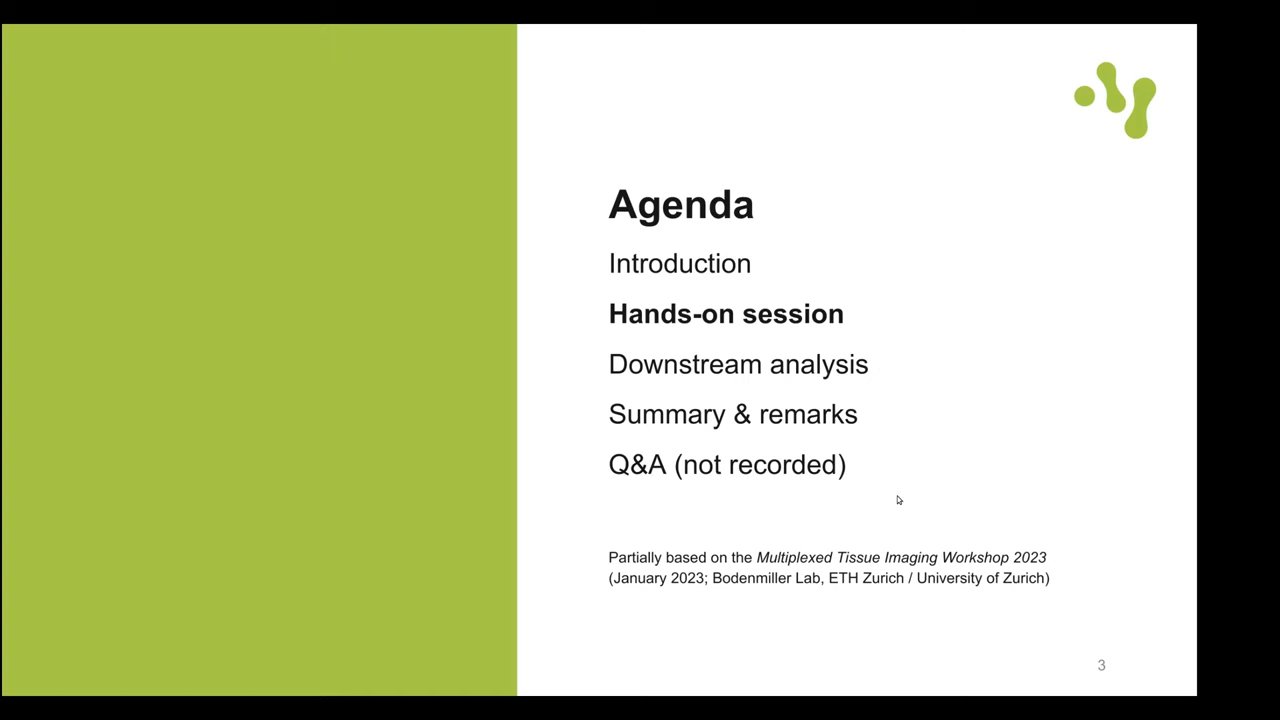 Agenda
Introduction
Hands-on session
Downstream analysis
Summary & remarks
Q&A (not recorded)
Partially based on the Multiplexed Tissue Imaging Workshop 2023
(January 2023; Bodenmiller Lab, ETH Zurich / University of Zurich)
3